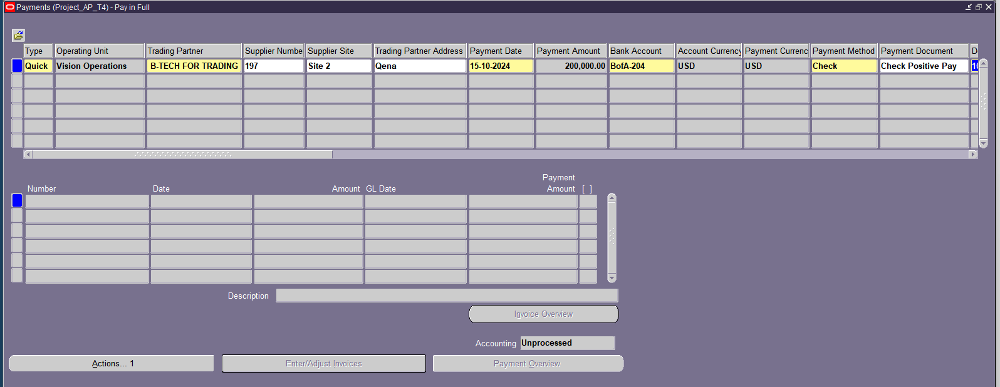 Payments (Project_AP_T4) - Pay in Full
Type Operating Unit Trading Partner Supplier Numbe Supplier Site Trading Partner Address Payment Date Payment Amount Bank Account Account Currency Payment Currenc Payment Method Payment Document D
Quick Vision Operations B-TECH FOR TRADING 197 Site 2 Qena 15-10-2024 200,000.00 BofA-204 USD USD Check Check Positive Pay 10
Payment
Number Date Amount GL Date Amount [ ]
Description
Invoice Overview
Accounting Unprocessed
Actions... 1 Enter/Adjust Invoices Payment Overview